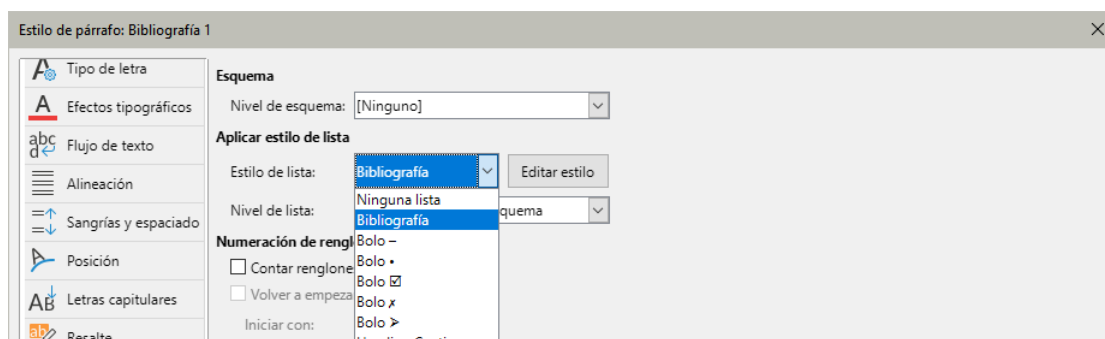 Estilo de párrafo: Bibliografía 1
Tipo de letra
Efectos tipográficos
Flujo de texto
Alineación
Sangrías y espaciado
Posición
Letras capitulares
Resalte
Esquema
Nivel de esquema: [Ninguno]
Aplicar estilo de lista
Estilo de lista: Bibliografía Editar estilo
Nivel de lista: quema
Ninguna lista
Bibliografía
Bolo –
Bolo •
Bolo ☑
Bolo ✗
Bolo ➢
Numeración de rengl
Contar renglone
Volver a empeza
Iniciar con: